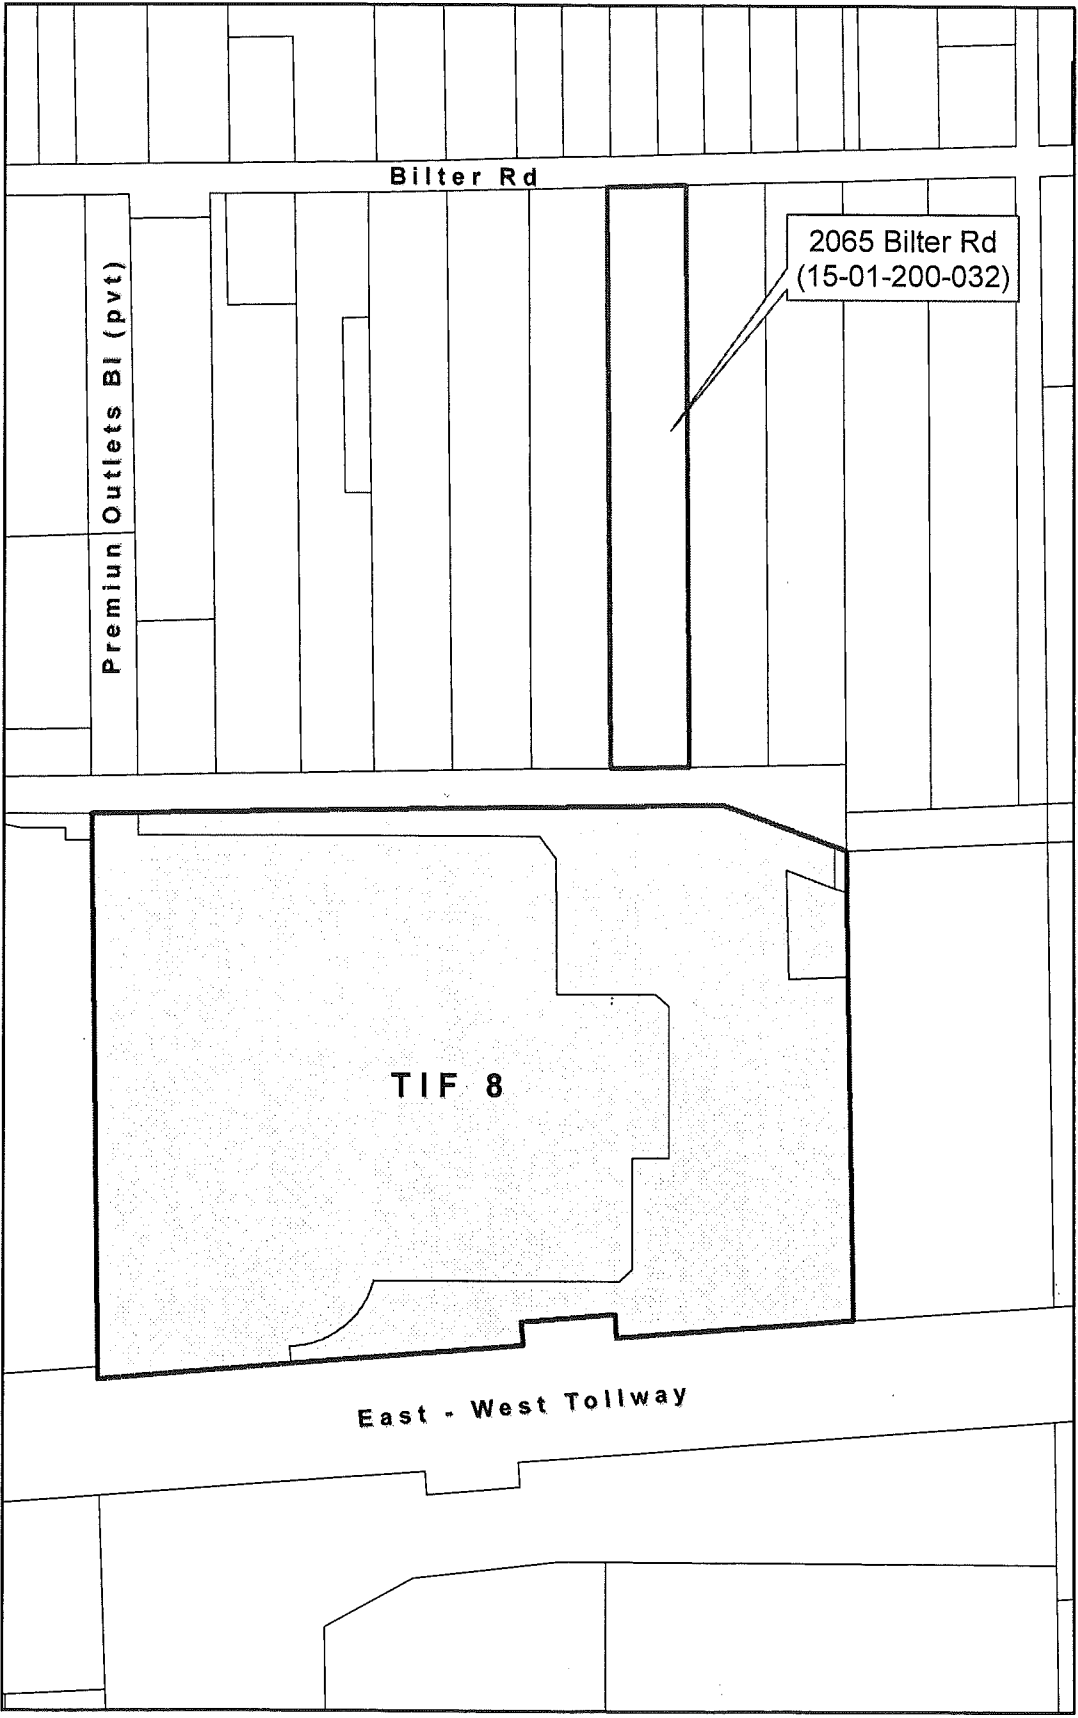 Bilter Rd
2065 Bilter Rd
(15-01-200-032)
Premiun Outlets Bl (pvt)
TIF 8
East - West Tollway